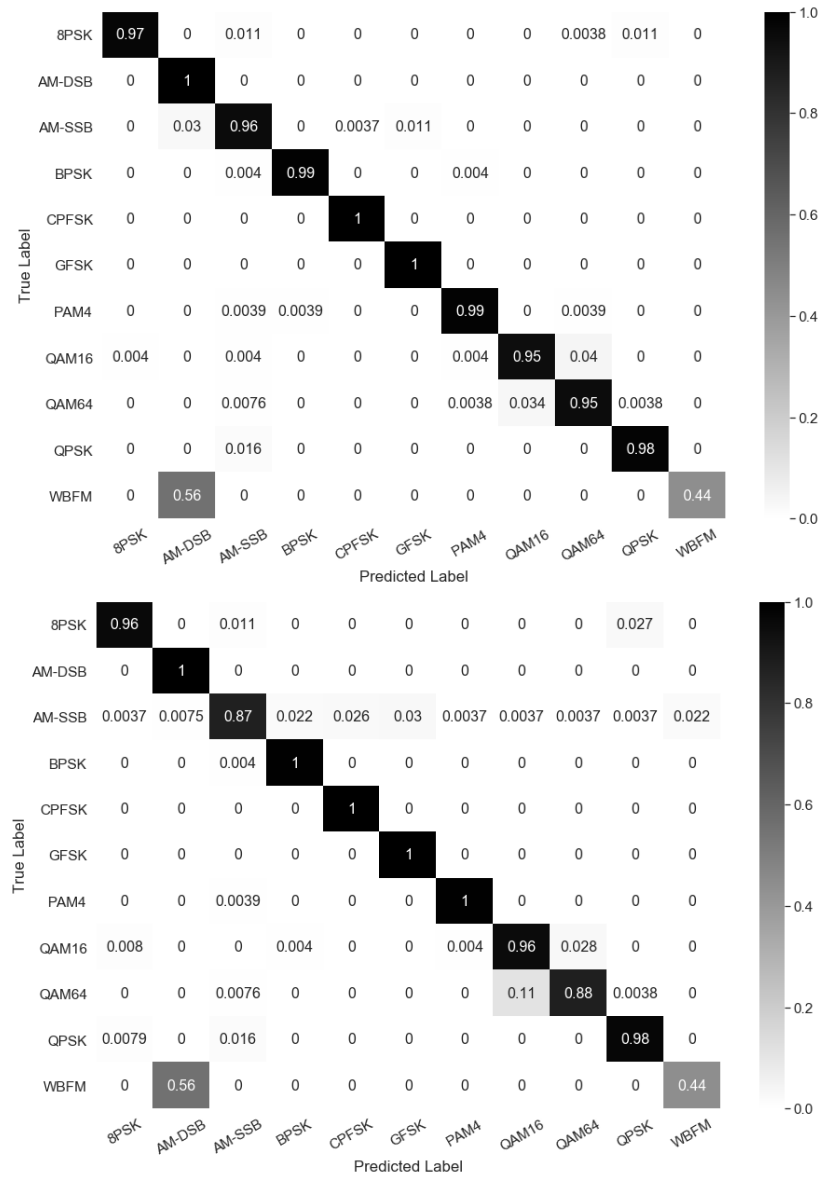 8PSK 0.97 0 0.011 0 0 0 0 0 0.0038 0.011 0 1.0
AM-DSB 0 1 0 0 0 0 0 0 0 0 0
AM-SSB 0 0.03 0.96 0 0.0037 0.011 0 0 0 0 0 0.8
BPSK 0 0 0.004 0.99 0 0 0.004 0 0 0 0
CPFSK 0 0 0 0 1 0 0 0 0 0 0 0.6
True Label
GFSK 0 0 0 0 0 1 0 0 0 0 0
PAM4 0 0 0.0039 0.0039 0 0 0.99 0 0.0039 0 0 0.4
QAM16 0.004 0 0.004 0 0 0 0.004 0.95 0.04 0 0
QAM64 0 0 0.0076 0 0 0 0.0038 0.034 0.95 0.0038 0 0.2
QPSK 0 0 0.016 0 0 0 0 0 0 0.98 0
WBFM 0 0.56 0 0 0 0 0 0 0 0 0.44 0.0
8PSK AM-DSB AM-SSB BPSK CPFSK GFSK PAM4 QAM16 QAM64 QPSK WBFM
Predicted Label
8PSK 0.96 0 0.011 0 0 0 0 0 0 0.027 0 1.0
AM-DSB 0 1 0 0 0 0 0 0 0 0 0
AM-SSB 0.0037 0.0075 0.87 0.022 0.026 0.03 0.0037 0.0037 0.0037 0.0037 0.022 0.8
BPSK 0 0 0.004 1 0 0 0 0 0 0 0
CPFSK 0 0 0 0 1 0 0 0 0 0 0 0.6
True Label
GFSK 0 0 0 0 0 1 0 0 0 0 0
PAM4 0 0 0.0039 0 0 0 1 0 0 0 0 0.4
QAM16 0.008 0 0 0.004 0 0 0.004 0.96 0.028 0 0
QAM64 0 0 0.0076 0 0 0 0 0.11 0.88 0.0038 0 0.2
QPSK 0.0079 0 0.016 0 0 0 0 0 0 0.98 0
WBFM 0 0.56 0 0 0 0 0 0 0 0 0.44 0.0
8PSK AM-DSB AM-SSB BPSK CPFSK GFSK PAM4 QAM16 QAM64 QPSK WBFM
Predicted Label